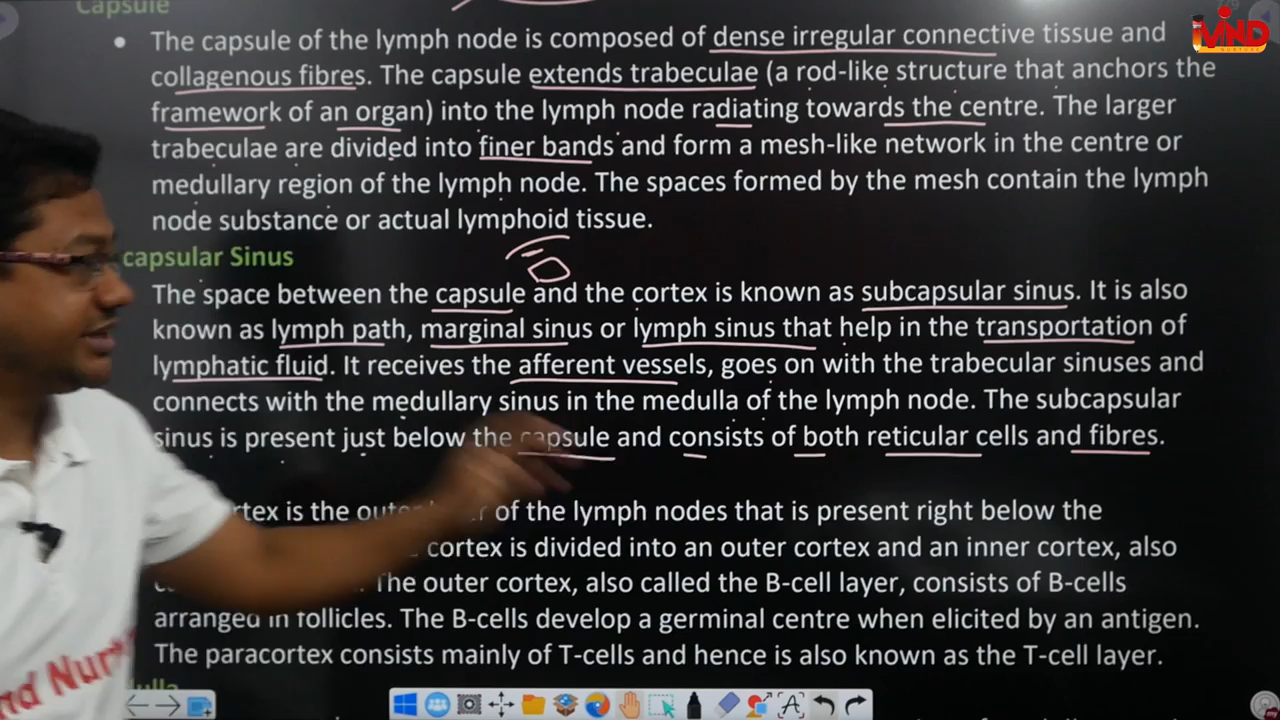 Capsule
MIND
NURTURE
The capsule of the lymph node is composed of dense irregular connective tissue and
collagenous fibres. The capsule extends trabeculae (a rod-like structure that anchors the
framework of an organ) into the lymph node radiating towards the centre. The larger
trabeculae are divided into finer bands and form a mesh-like network in the centre or
medullary region of the lymph node. The spaces formed by the mesh contain the lymph
node substance or actual lymphoid tissue.
capsular Sinus
The space between the capsule and the cortex is known as subcapsular sinus. It is also
known as lymph path, marginal sinus or lymph sinus that help in the transportation of
lymphatic fluid. It receives the afferent vessels, goes on with the trabecular sinuses and
connects with the medullary sinus in the medulla of the lymph node. The subcapsular
sinus is present just below the capsule and consists of both reticular cells and fibres.
rtex is the outer of the lymph nodes that is present right below the
cortex is divided into an outer cortex and an inner cortex, also
The outer cortex, also called the B-cell layer, consists of B-cells
arranged in follicles. The B-cells develop a germinal centre when elicited by an antigen.
The paracortex consists mainly of T-cells and hence is also known as the T-cell layer.
nd Nurt